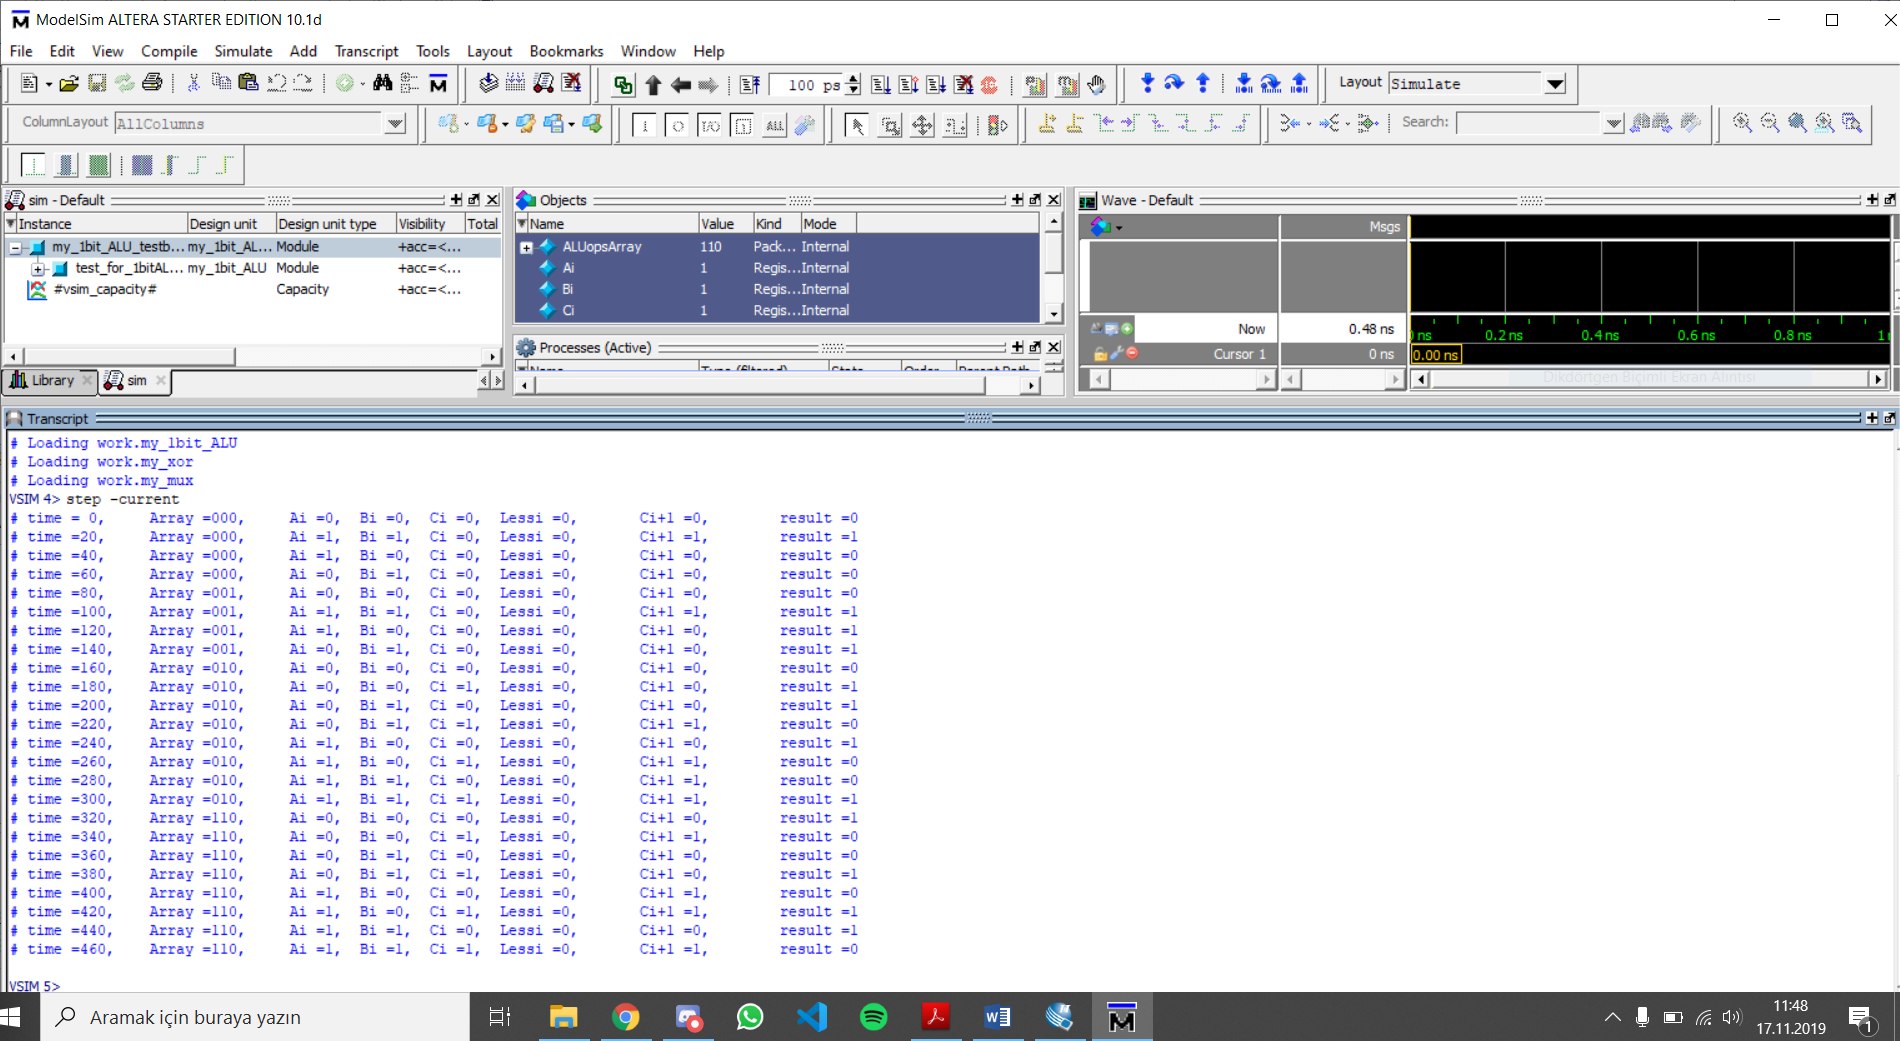 ModelSim ALTERA STARTER EDITION 10.1d
File Edit View Compile Simulate Add Transcript Tools Layout Bookmarks Window Help
100 ps
Layout Simulate
ColumnLayout AllColumns
Search:
sim - Default
Instance Design unit Design unit type Visibility Total
my_1bit_ALU_testb... my_1bit_AL... Module +acc=<...
test_for_1bitAL... my_1bit_ALU Module +acc=<...
#vsim_capacity# Capacity +acc=<...
Library sim
Objects
Name Value Kind Mode
ALUopsArray 110 Pack... Internal
Ai 1 Regis... Internal
Bi 1 Regis... Internal
Ci 1 Regis... Internal
Processes (Active)
Name Type (filtered) State Order Parent Path
Wave - Default
Msgs
Now 0.48 ns
ns 0.2 ns 0.4 ns 0.6 ns 0.8 ns 1
Cursor 1 0 ns 0.00 ns
Dikdörtgen Biçimli Ekran Alıntısı
Transcript
# Loading work.my_1bit_ALU
# Loading work.my_xor
# Loading work.my_mux
VSIM 4> step -current
# time = 0, Array =000, Ai =0, Bi =0, Ci =0, Lessi =0, Ci+1 =0, result =0
# time =20, Array =000, Ai =1, Bi =1, Ci =0, Lessi =0, Ci+1 =1, result =1
# time =40, Array =000, Ai =1, Bi =0, Ci =0, Lessi =0, Ci+1 =0, result =0
# time =60, Array =000, Ai =0, Bi =1, Ci =0, Lessi =0, Ci+1 =0, result =0
# time =80, Array =001, Ai =0, Bi =0, Ci =0, Lessi =0, Ci+1 =0, result =0
# time =100, Array =001, Ai =1, Bi =1, Ci =0, Lessi =0, Ci+1 =1, result =1
# time =120, Array =001, Ai =1, Bi =0, Ci =0, Lessi =0, Ci+1 =0, result =1
# time =140, Array =001, Ai =0, Bi =1, Ci =0, Lessi =0, Ci+1 =0, result =1
# time =160, Array =010, Ai =0, Bi =0, Ci =0, Lessi =0, Ci+1 =0, result =0
# time =180, Array =010, Ai =0, Bi =0, Ci =1, Lessi =0, Ci+1 =0, result =1
# time =200, Array =010, Ai =0, Bi =1, Ci =0, Lessi =0, Ci+1 =0, result =1
# time =220, Array =010, Ai =0, Bi =1, Ci =1, Lessi =0, Ci+1 =1, result =0
# time =240, Array =010, Ai =1, Bi =0, Ci =0, Lessi =0, Ci+1 =0, result =1
# time =260, Array =010, Ai =1, Bi =0, Ci =1, Lessi =0, Ci+1 =1, result =0
# time =280, Array =010, Ai =1, Bi =1, Ci =0, Lessi =0, Ci+1 =1, result =0
# time =300, Array =010, Ai =1, Bi =1, Ci =1, Lessi =0, Ci+1 =1, result =1
# time =320, Array =110, Ai =0, Bi =0, Ci =0, Lessi =0, Ci+1 =0, result =1
# time =340, Array =110, Ai =0, Bi =0, Ci =1, Lessi =0, Ci+1 =1, result =0
# time =360, Array =110, Ai =0, Bi =1, Ci =0, Lessi =0, Ci+1 =0, result =0
# time =380, Array =110, Ai =0, Bi =1, Ci =1, Lessi =0, Ci+1 =0, result =1
# time =400, Array =110, Ai =1, Bi =0, Ci =0, Lessi =0, Ci+1 =1, result =0
# time =420, Array =110, Ai =1, Bi =0, Ci =1, Lessi =0, Ci+1 =1, result =1
# time =440, Array =110, Ai =1, Bi =1, Ci =0, Lessi =0, Ci+1 =0, result =1
# time =460, Array =110, Ai =1, Bi =1, Ci =1, Lessi =0, Ci+1 =1, result =0
VSIM 5>
Aramak için buraya yazın
11:48
17.11.2019
1